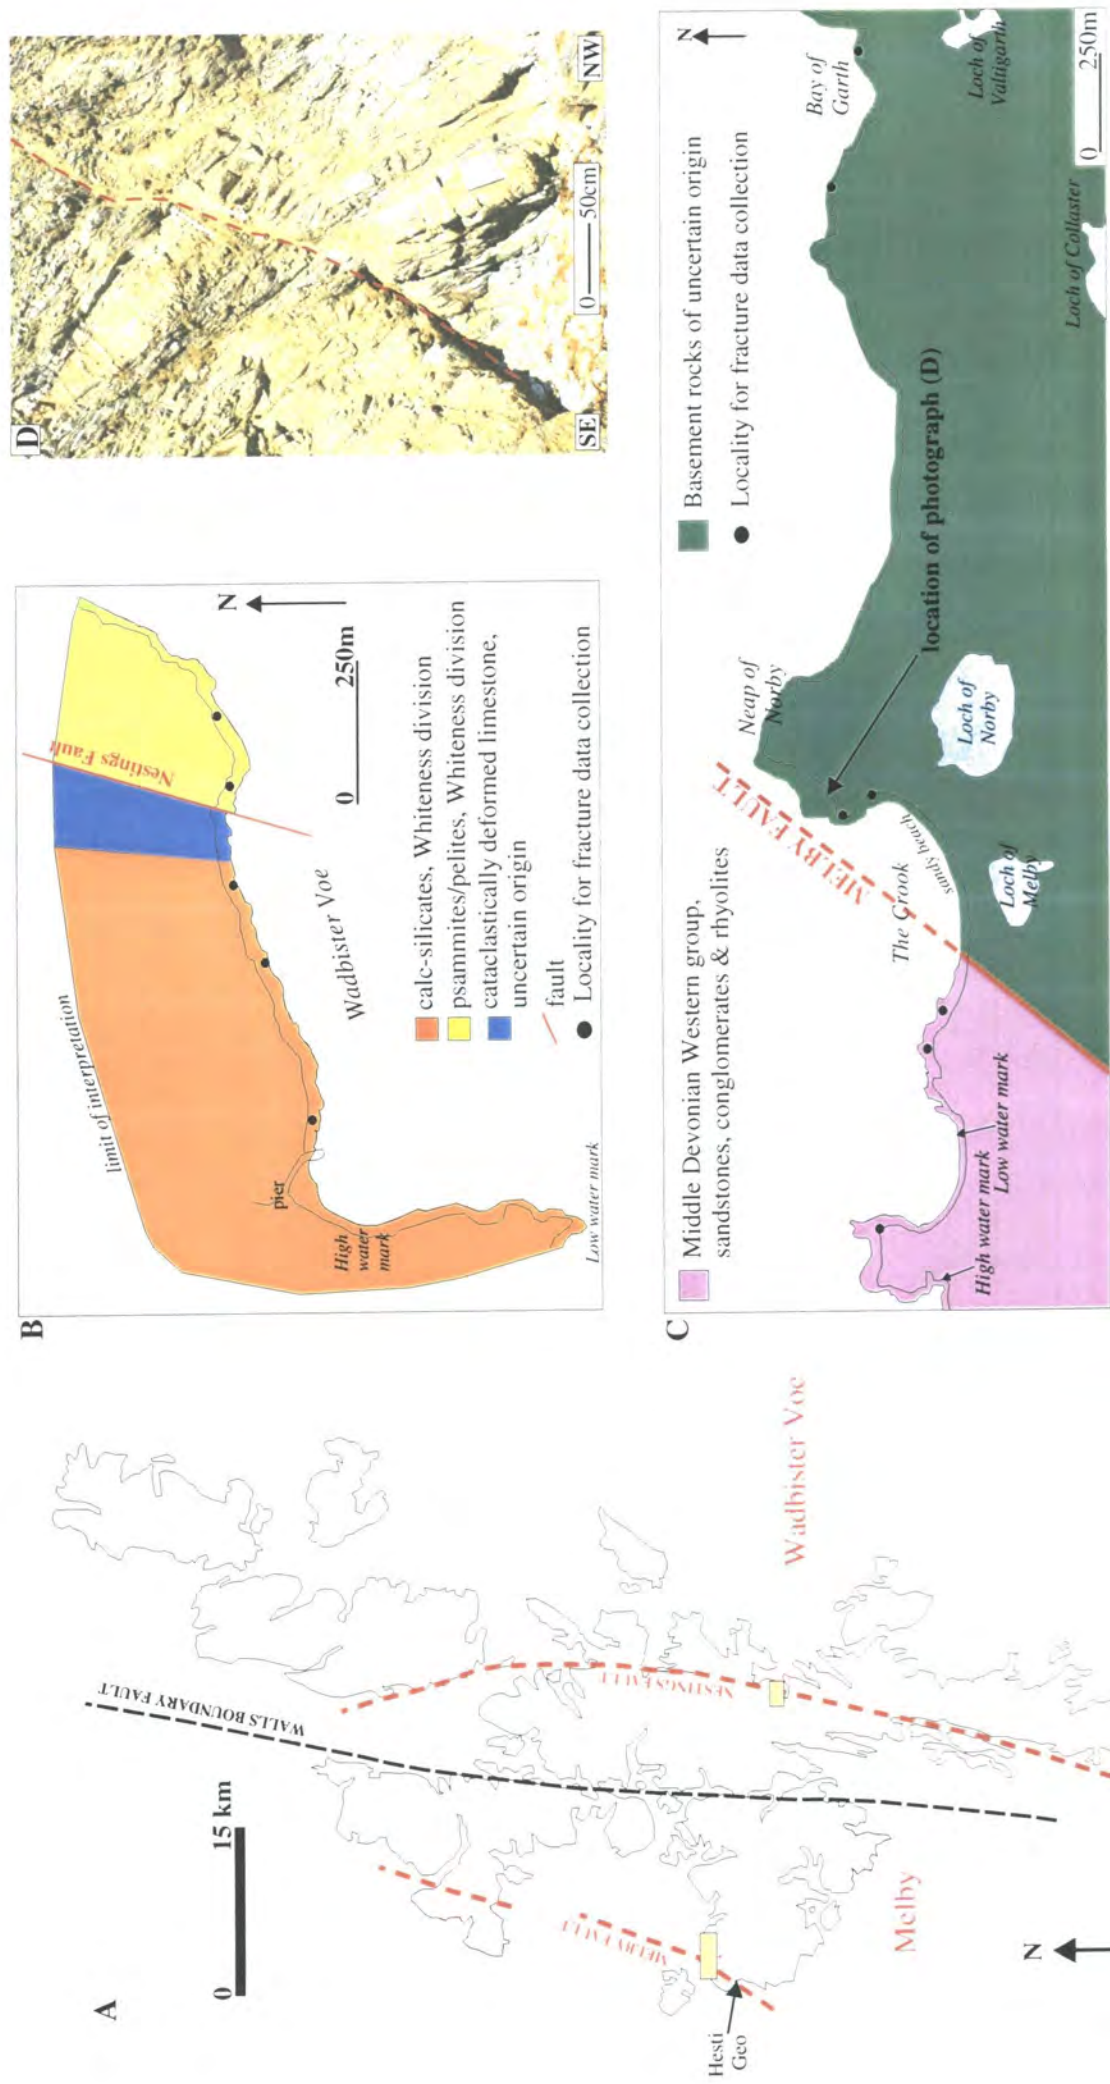 A
0 15 km
WALLS BOUNDARY FAULT
NESTINGS FAULT
MELBY FAULT
Hesti
Geo
Melby
Wadbister Voe
N
B
limit of interpretation
Nestings Fault
N
0 250m
pier
High
water
mark
Low water mark
Wadbister Voe
calc-silicates, Whiteness division
psammites/pelites, Whiteness division
cataclastically deformed limestone,
uncertain origin
fault
Locality for fracture data collection
D
SE
0 50cm
NW
C
Middle Devonian Western group,
sandstones, conglomerates & rhyolites
Basement rocks of uncertain origin
Locality for fracture data collection
N
MELBY FAULT
Neap of
Norby
Bay of
Garth
The Crook
sandy beach
location of photograph (D)
High water mark
Low water mark
Loch of
Melby
Loch of
Norby
Loch of Collaster
Loch of
Valtigarth
0 250m